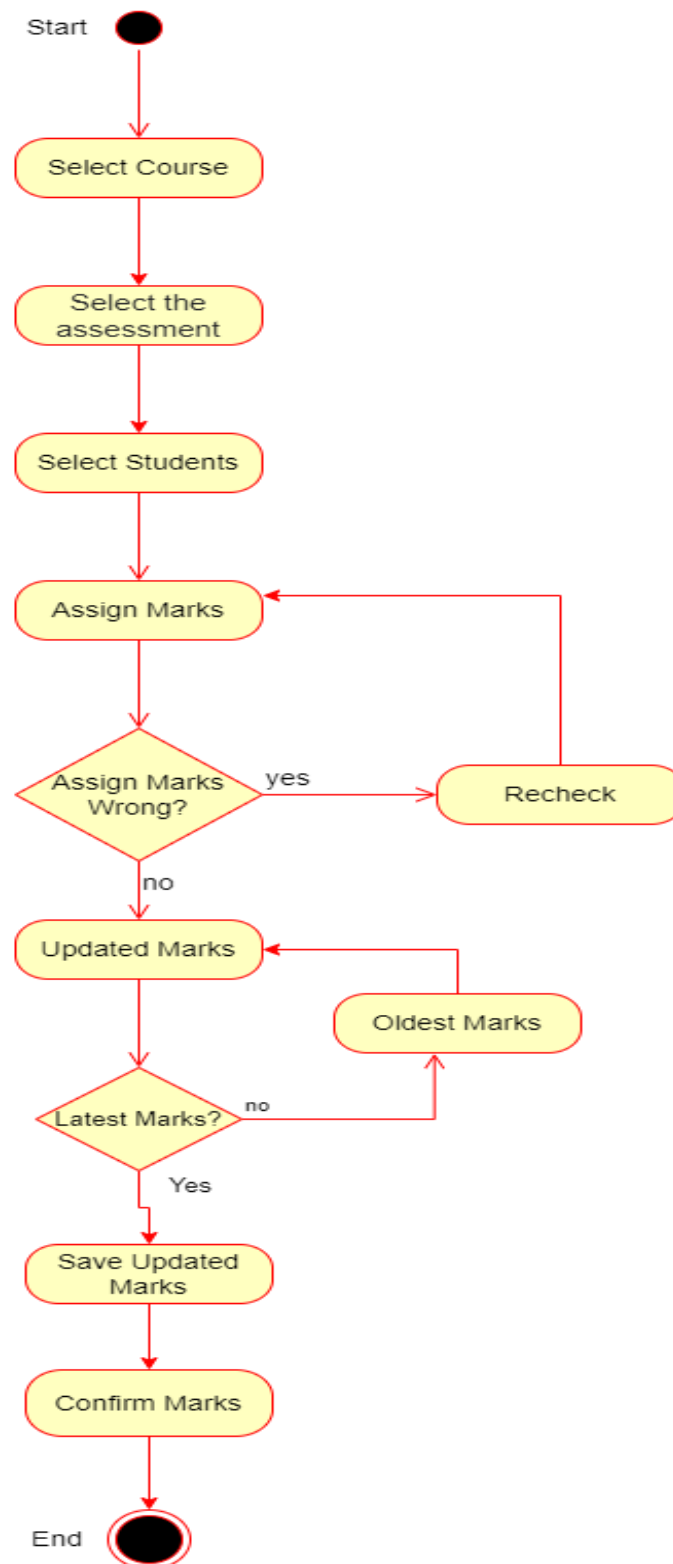 Start
Select Course
Select the
assessment
Select Students
Assign Marks
Assign Marks
Wrong?
yes
Recheck
no
Updated Marks
Oldest Marks
Latest Marks?
no
Yes
Save Updated
Marks
Confirm Marks
End